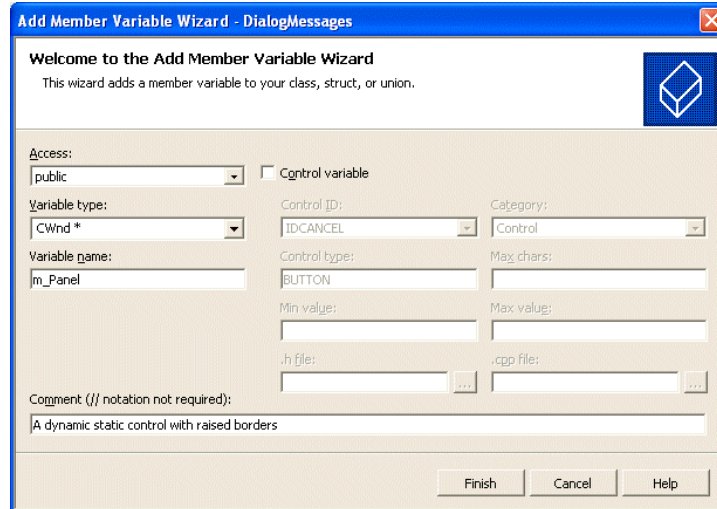 Add Member Variable Wizard - DialogMessages
Welcome to the Add Member Variable Wizard
This wizard adds a member variable to your class, struct, or union.
Access:
public
Control variable
Variable type:
CWnd *
Control ID:
IDCANCEL
Category:
Control
Variable name:
m_Panel
Control type:
BUTTON
Max chars:
Min value:
Max value:
.h file:
...
.cpp file:
...
Comment (// notation not required):
A dynamic static control with raised borders
Finish
Cancel
Help